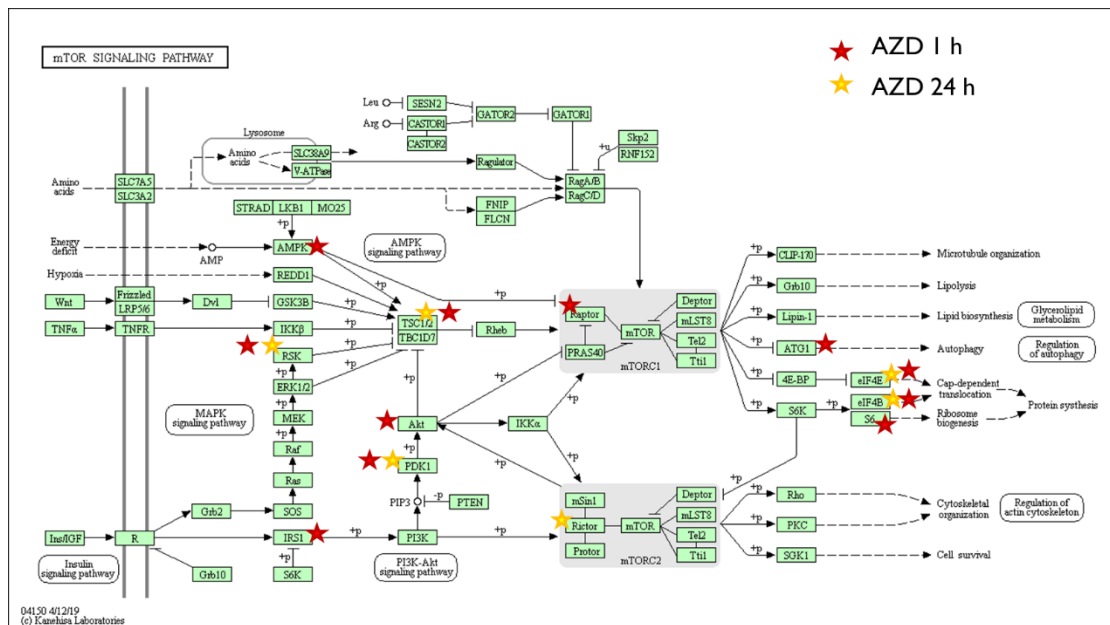 mTOR SIGNALING PATHWAY
AZD 1 h
AZD 24 h
Leu
SESN2
GATOR2
GATOR1
Arg
CASTOR1
CASTOR2
Lysosome
Amino
acids
SLC38A9
V-ATPase
Ragulator
Skp2
RNF152
+u
RagA/B
RagC/D
Amino
acids
SLC7A5
SLC3A2
FNIP
FLCN
STRAD
LKB1
MO25
+p
Energy
deficit
AMP
AMPK
AMPK
signaling pathway
Hypoxia
REDD1
+p
+p
Wnt
Frizzled
LRP5/6
Dvl
GSK3B
+p
TNFα
TNFR
IKKβ
+p
TSC1/2
TBC1D7
Rheb
RSK
+p
+p
ERK1/2
+p
+p
MEK
+p
Raf
Ras
SOS
Grb2
MAPK
signaling pathway
Raptor
PRAS40
mTOR
Deptor
mLST8
Tel2
Tti1
mTORC1
+p
+p
Akt
IKKα
+p
+p
PDK1
PIP3
-p
PTEN
Ins/IGF
R
IRS1
+p
PI3K
+p
Insulin
signaling pathway
Grb10
S6K
PI3K-Akt
signaling pathway
mSin1
Rictor
Protor
mTOR
Deptor
mLST8
Tel2
Tti1
mTORC2
+p
CLIP-170
Microtubule organization
+p
Grb10
Lipolysis
+p
Lipin-1
Lipid biosynthesis
Glycerolipid
metabolism
+p
ATG1
Autophagy
Regulation
of autophagy
+p
4E-BP
eIF4E
Cap-dependent
translocation
+p
S6K
+p
eIF4B
S6
Ribosome
biogenesis
Protein systhesis
+p
+p
Rho
+p
PKC
Cytoskeletal
organization
Regulation of
actin cytoskeleton
+p
SGK1
Cell survival
04150 4/12/19
(c) Kanehisa Laboratories